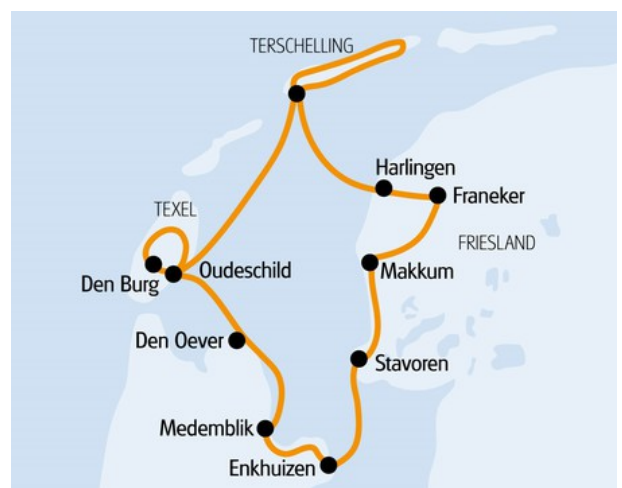 TERSCHELLING
Harlingen
Franeker
TEXEL
FRIESLAND
Oudeschild
Makkum
Den Burg
Den Oever
Stavoren
Medemblik
Enkhuizen